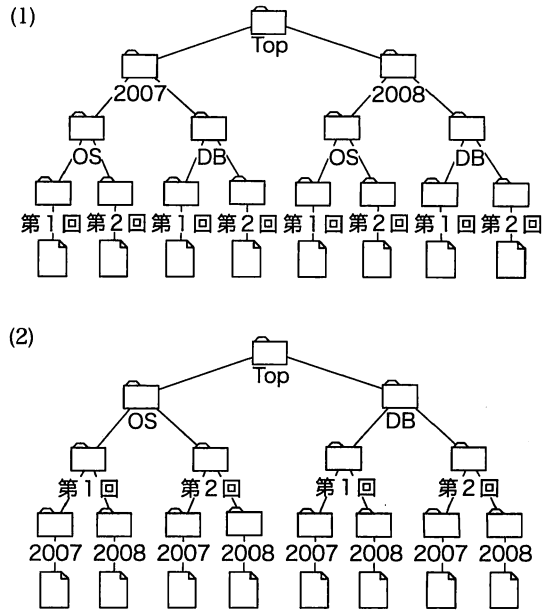 (1)
Top
2007 2008
OS DB OS DB
第1回 第2回 第1回 第2回 第1回 第2回 第1回 第2回
(2)
Top
OS DB
第1回 第2回 第1回 第2回
2007 2008 2007 2008 2007 2008 2007 2008